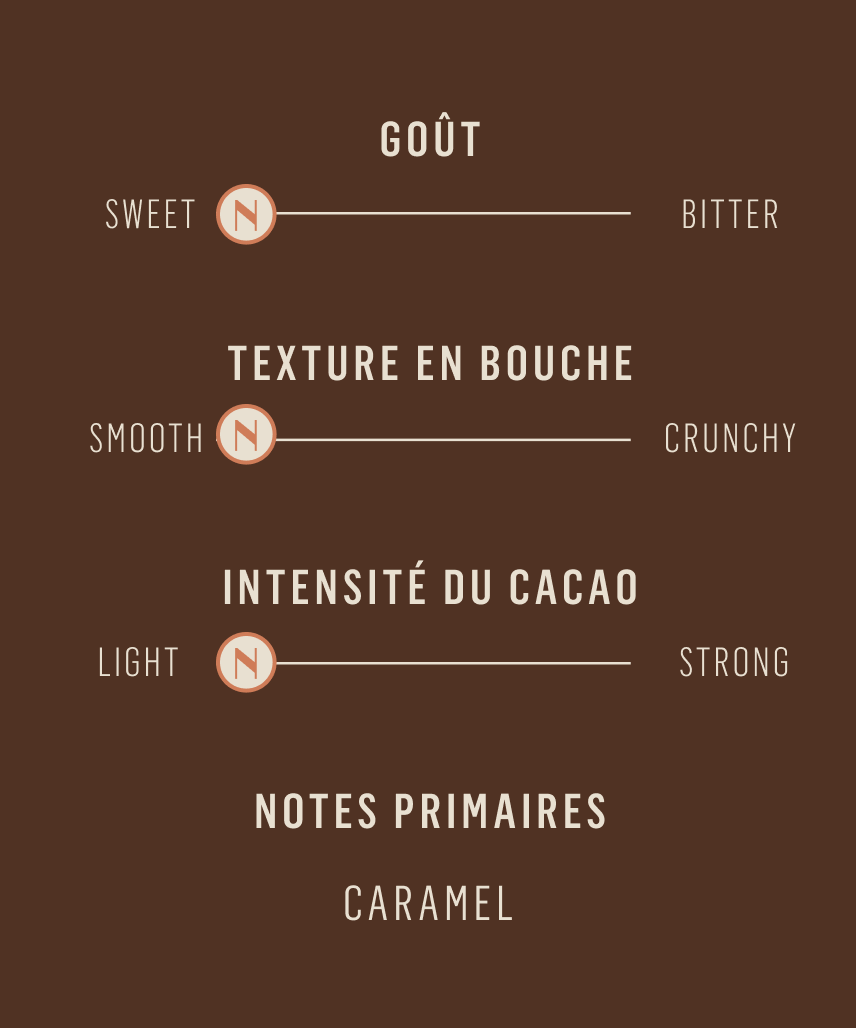 GOÛT
SWEET N BITTER
TEXTURE EN BOUCHE
SMOOTH N CRUNCHY
INTENSITÉ DU CACAO
LIGHT N STRONG
NOTES PRIMAIRES
CARAMEL